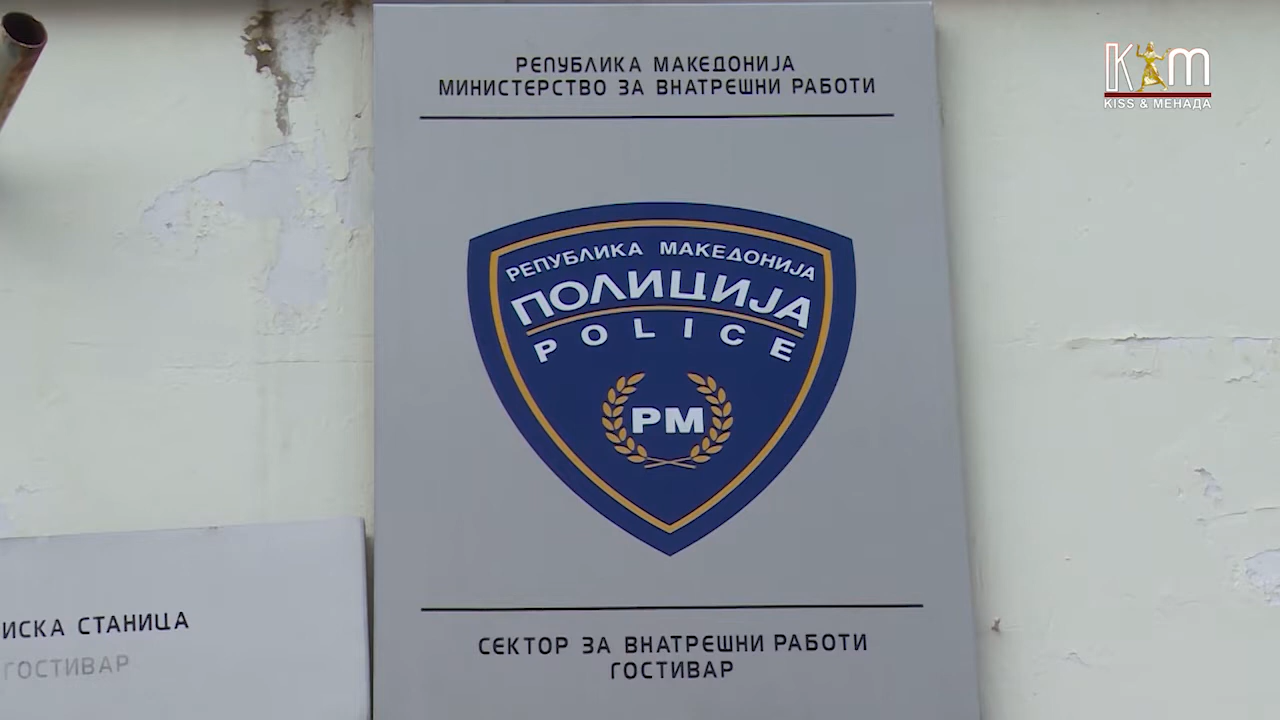 РЕПУБЛИКА МАКЕДОНИЈА
МИНИСТЕРСТВО ЗА ВНАТРЕШНИ РАБОТИ
РЕПУБЛИКА МАКЕДОНИЈА
ПОЛИЦИЈА
POLICE
РМ
СЕКТОР ЗА ВНАТРЕШНИ РАБОТИ
ГОСТИВАР
ИСКА СТАНИЦА
ГОСТИВАР
KM
KISS & МЕНАДА